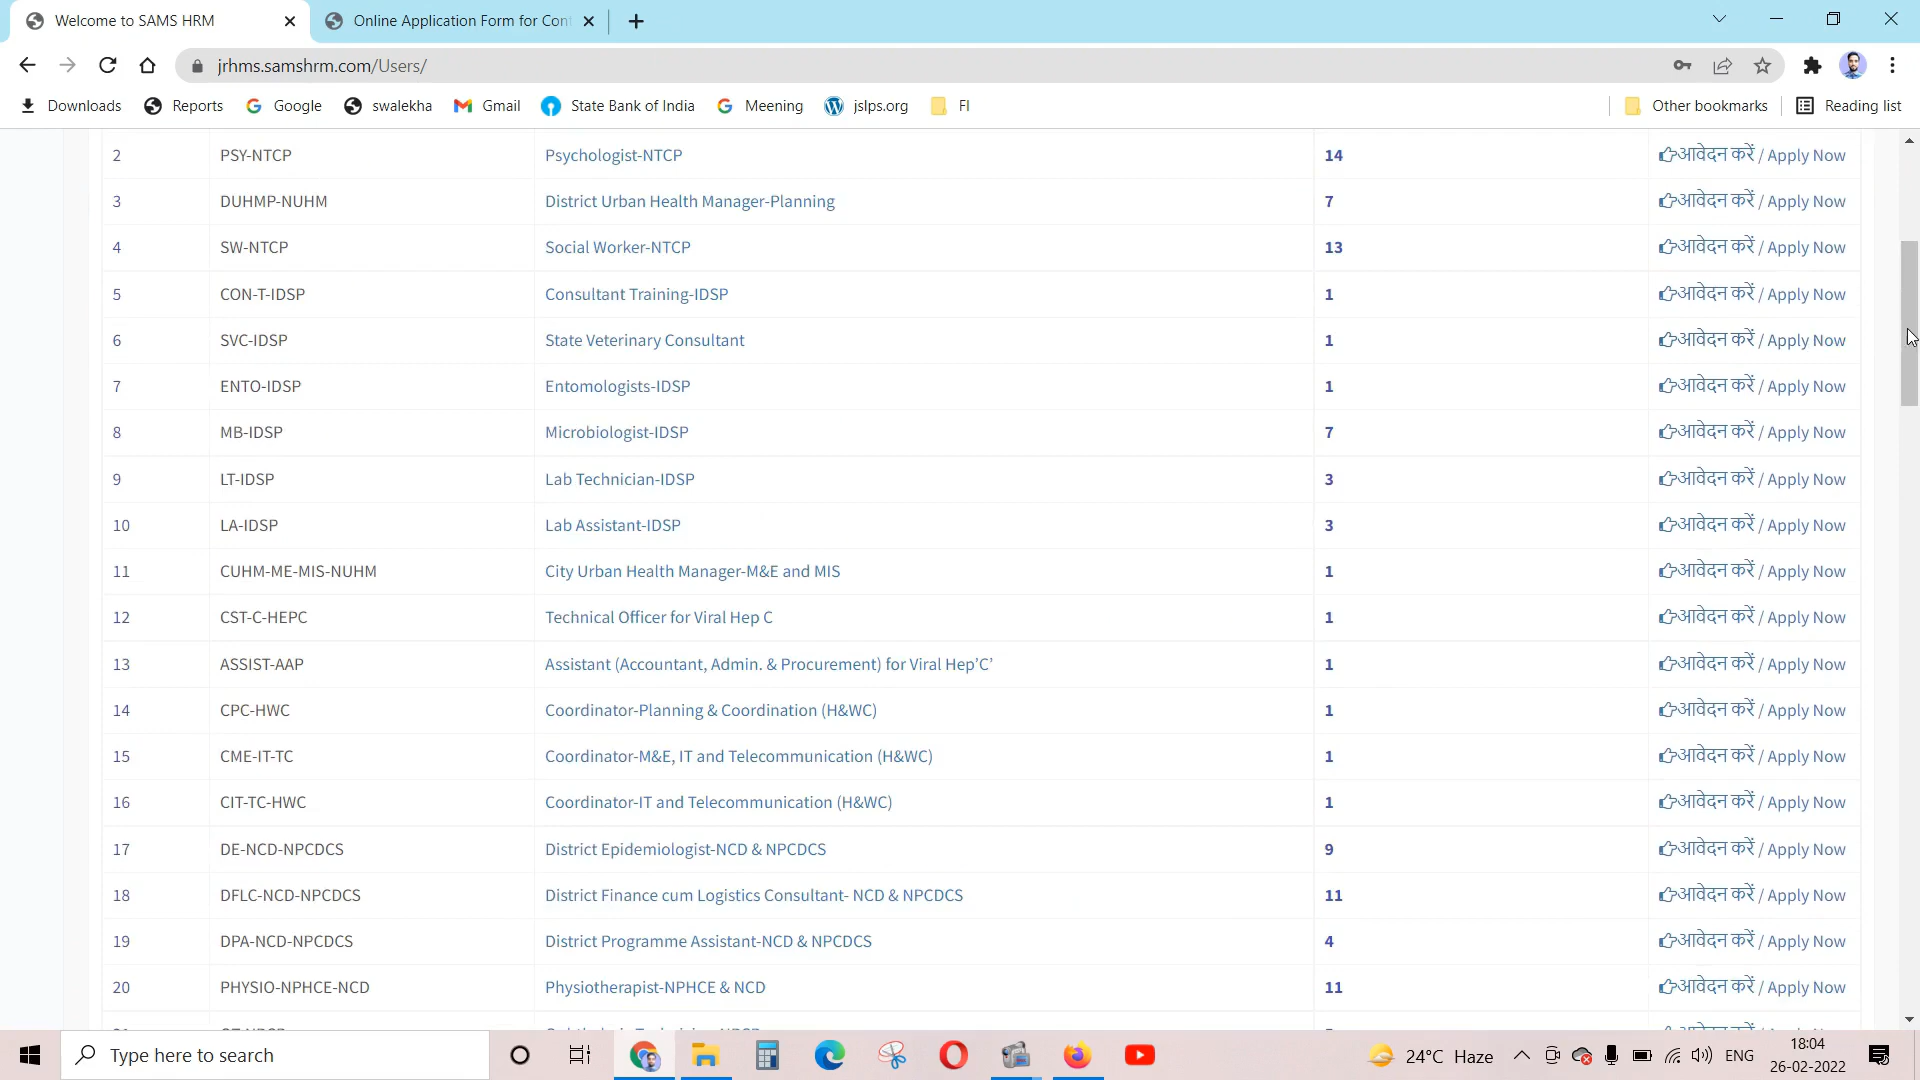 Welcome to SAMS HRM
Online Application Form for Con
jrhms.samshrm.com/Users/
Downloads Reports Google swalekha Gmail State Bank of India Meening jslps.org FI Other bookmarks Reading list
2 PSY-NTCP Psychologist-NTCP 14 आवेदन करें / Apply Now
3 DUHMP-NUHM District Urban Health Manager-Planning 7 आवेदन करें / Apply Now
4 SW-NTCP Social Worker-NTCP 13 आवेदन करें / Apply Now
5 CON-T-IDSP Consultant Training-IDSP 1 आवेदन करें / Apply Now
6 SVC-IDSP State Veterinary Consultant 1 आवेदन करें / Apply Now
7 ENTO-IDSP Entomologists-IDSP 1 आवेदन करें / Apply Now
8 MB-IDSP Microbiologist-IDSP 7 आवेदन करें / Apply Now
9 LT-IDSP Lab Technician-IDSP 3 आवेदन करें / Apply Now
10 LA-IDSP Lab Assistant-IDSP 3 आवेदन करें / Apply Now
11 CUHM-ME-MIS-NUHM City Urban Health Manager-M&E and MIS 1 आवेदन करें / Apply Now
12 CST-C-HEPC Technical Officer for Viral Hep C 1 आवेदन करें / Apply Now
13 ASSIST-AAP Assistant (Accountant, Admin. & Procurement) for Viral Hep’C’ 1 आवेदन करें / Apply Now
14 CPC-HWC Coordinator-Planning & Coordination (H&WC) 1 आवेदन करें / Apply Now
15 CME-IT-TC Coordinator-M&E, IT and Telecommunication (H&WC) 1 आवेदन करें / Apply Now
16 CIT-TC-HWC Coordinator-IT and Telecommunication (H&WC) 1 आवेदन करें / Apply Now
17 DE-NCD-NPCDCS District Epidemiologist-NCD & NPCDCS 9 आवेदन करें / Apply Now
18 DFLC-NCD-NPCDCS District Finance cum Logistics Consultant- NCD & NPCDCS 11 आवेदन करें / Apply Now
19 DPA-NCD-NPCDCS District Programme Assistant-NCD & NPCDCS 4 आवेदन करें / Apply Now
20 PHYSIO-NPHCE-NCD Physiotherapist-NPHCE & NCD 11 आवेदन करें / Apply Now
Type here to search
24°C Haze
ENG
18:04
26-02-2022